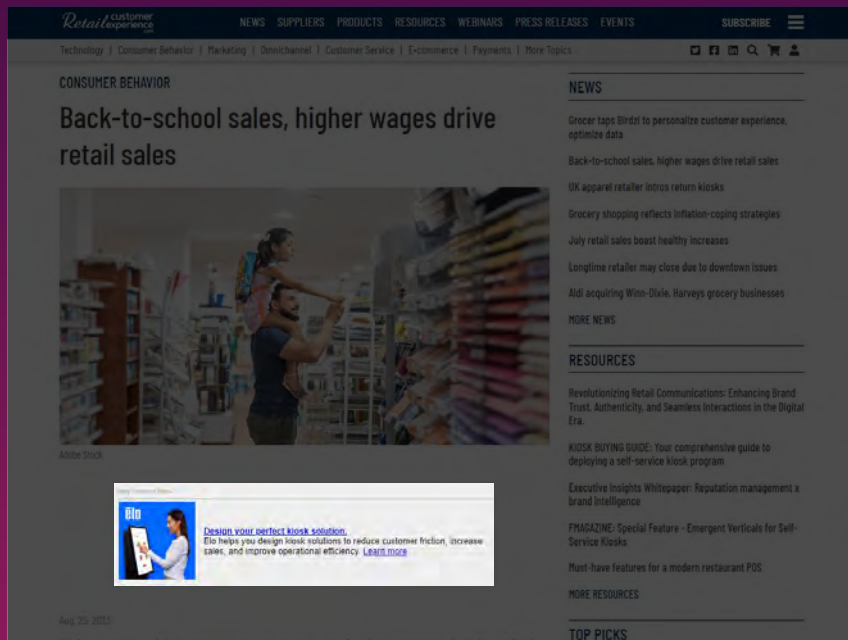 Retail customer experience .com
NEWS SUPPLIERS PRODUCTS RESOURCES WEBINARS PRESS RELEASES EVENTS
SUBSCRIBE
Technology | Consumer Behavior | Marketing | Omnichannel | Customer Service | E-commerce | Payments | More Topics
CONSUMER BEHAVIOR
Back-to-school sales, higher wages drive
retail sales
Adobe Stock
elo
Design your perfect kiosk solution.
Elo helps you design kiosk solutions to reduce customer friction, increase
sales, and improve operational efficiency. Learn more
Aug. 25, 2023
NEWS
Grocer taps Birdzi to personalize customer experience,
optimize data
Back-to-school sales, higher wages drive retail sales
UK apparel retailer intros return kiosks
Grocery shopping reflects inflation-coping strategies
July retail sales boast healthy increases
Longtime retailer may close due to downtown issues
Aldi acquiring Winn-Dixie, Harveys grocery businesses
MORE NEWS
RESOURCES
Revolutionizing Retail Communications: Enhancing Brand
Trust, Authenticity, and Seamless Interactions in the Digital
Era.
KIOSK BUYING GUIDE: Your comprehensive guide to
deploying a self-service kiosk program
Executive Insights Whitepaper: Reputation management x
brand intelligence
FMAGAZINE: Special Feature - Emergent Verticals for Self-
Service Kiosks
Must-have features for a modern restaurant POS
MORE RESOURCES
TOP PICKS